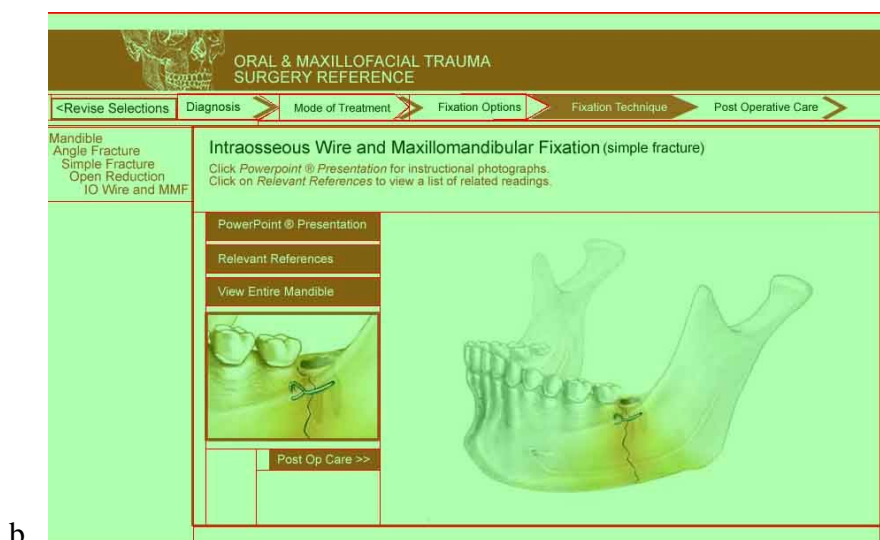 ORAL & MAXILLOFACIAL TRAUMA
SURGERY REFERENCE
<Revise Selections Diagnosis Mode of Treatment Fixation Options Fixation Technique Post Operative Care
Mandible
Angle Fracture
Simple Fracture
Open Reduction
IO Wire and MMF
Intraosseous Wire and Maxillomandibular Fixation (simple fracture)
Click Powerpoint ® Presentation for instructional photographs.
Click on Relevant References to view a list of related readings.
PowerPoint ® Presentation
Relevant References
View Entire Mandible
Post Op Care >>
b